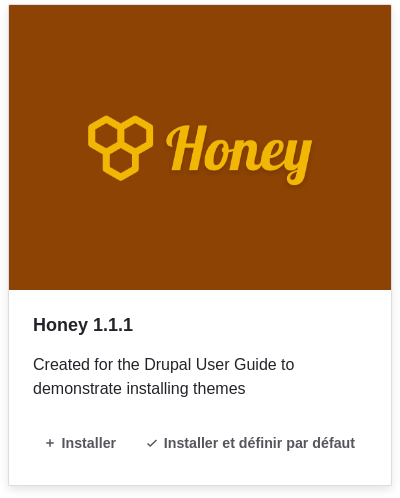 Honey
Honey 1.1.1
Created for the Drupal User Guide to
demonstrate installing themes
+ Installer ✓ Installer et définir par défaut